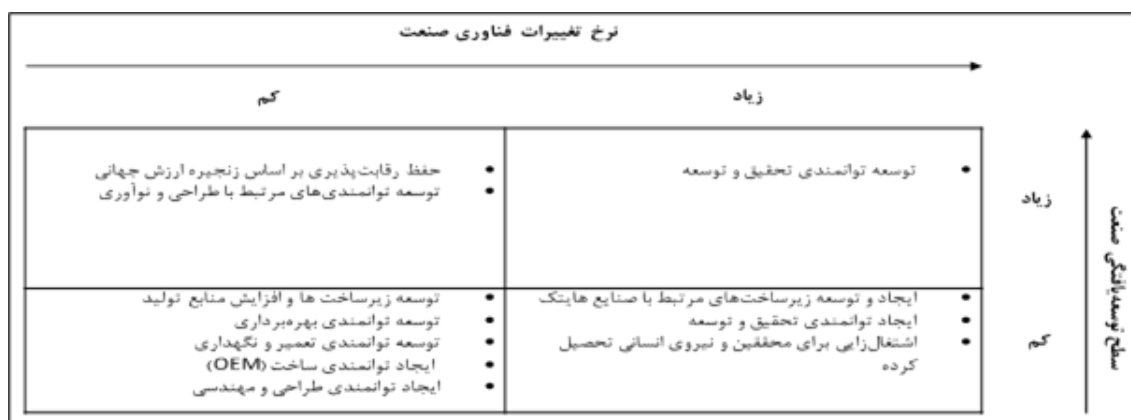 نرخ تغییرات فناوری صنعت
زیاد
کم
سطح توسعه‌یافتگی صنعت
زیاد
توسعه توانمندی تحقیق و توسعه
حفظ رقابت‌پذیری بر اساس زنجیره ارزش جهانی
توسعه توانمندی‌های مرتبط با طراحی و نوآوری
کم
ایجاد و توسعه زیرساخت‌های مرتبط با صنایع هایتک
ایجاد توانمندی تحقیق و توسعه
اشتغال‌زایی برای محققین و نیروی انسانی تحصیل
کرده
توسعه زیرساخت ها و افزایش منابع تولید
توسعه توانمندی بهره‌برداری
توسعه توانمندی تعمیر و نگهداری
ایجاد توانمندی ساخت (OEM)
ایجاد توانمندی طراحی و مهندسی